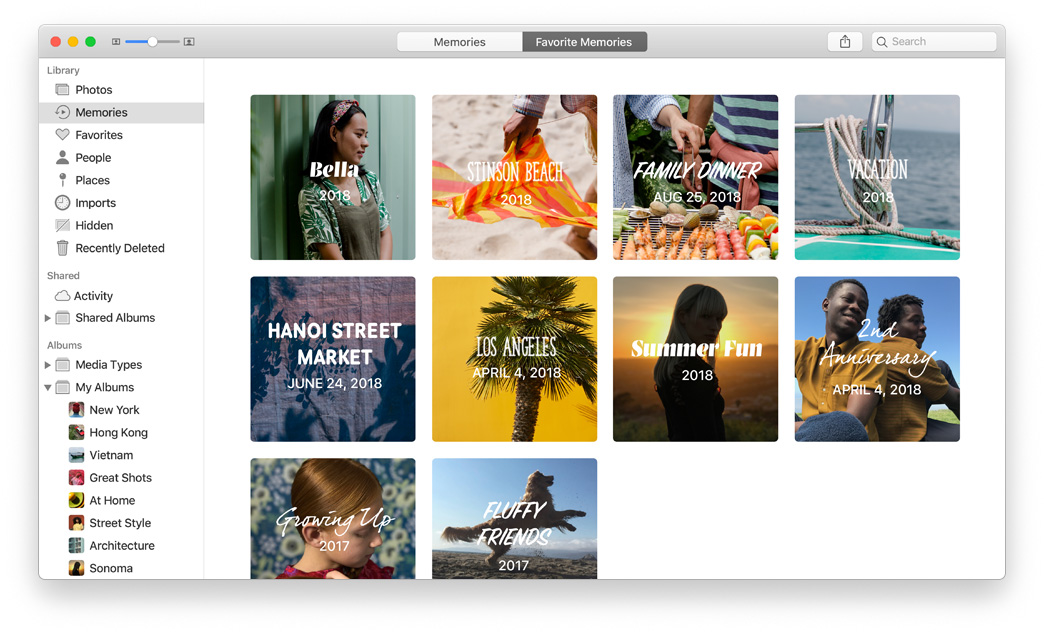 Memories
Favorite Memories
Search
Library
Photos
Memories
Favorites
People
Places
Imports
Hidden
Recently Deleted
Shared
Activity
Shared Albums
Albums
Media Types
My Albums
New York
Hong Kong
Vietnam
Great Shots
At Home
Street Style
Architecture
Sonoma
Bella
2018
STINSON BEACH
2018
FAMILY DINNER
AUG 25, 2018
VACATION
2018
HANOI STREET
MARKET
JUNE 24, 2018
LOS ANGELES
APRIL 4, 2018
Summer Fun
2018
2nd
Anniversary
APRIL 4, 2018
Growing Up
2017
FLUFFY
FRIENDS
2017